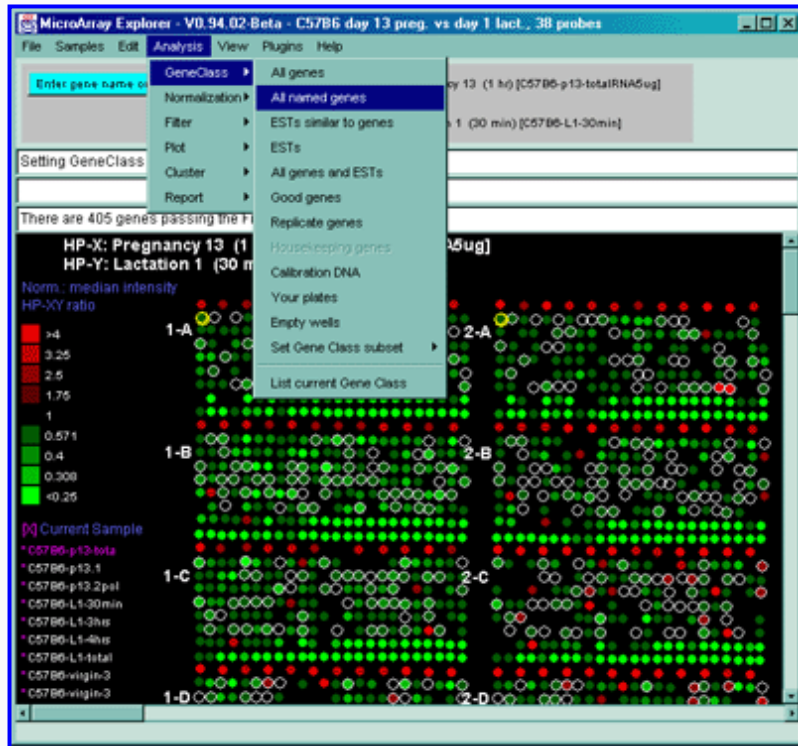 MicroArray Explorer - V0.94.02-Beta - C57B6 day 13 preg. vs day 1 lact., 38 probes
File Samples Edit Analysis View Plugins Help
Enter gene name
GeneClass
Normalization
Filter
Plot
Cluster
Report
All genes
All named genes
ESTs similar to genes
ESTs
All genes and ESTs
Good genes
Replicate genes
Housekeeping genes
Calibration DNA
Your plates
Empty wells
Set Gene Class subset
List current Gene Class
cy 13 (1 hr) [C57B6-p13-totalRNA5ug]
1 (30 min) [C57B6-L1-30min]
Setting GeneClass
There are 405 genes passing the Fi
HP-X: Pregnancy 13 (1
A5ug]
HP-Y: Lactation 1 (30 m
Norm.: median intensity
HP-XY ratio
>4
3.25
2.5
1.75
1
0.571
0.4
0.308
<0.25
1-A
2-A
1-B
2-B
1-C
2-C
1-D
2-D
[X] Current Sample
*C57B6-p13-tota
*C57B6-p13.1
*C57B6-p13.2pol
*C57B6-L1-30min
*C57B6-L1-3hrs
*C57B6-L1-4hrs
*C57B6-L1-total
*C57B6-virgin-3
*C57B6-virgin-3